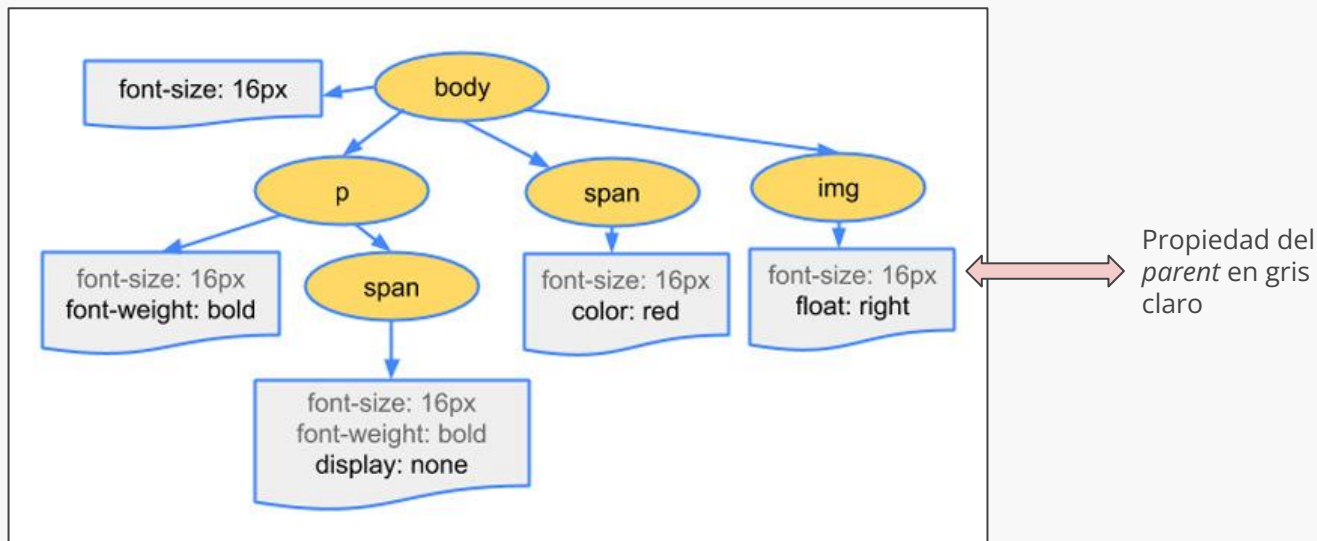 body
font-size: 16px
p
span
img
font-size: 16px
font-weight: bold
span
font-size: 16px
color: red
font-size: 16px
float: right
font-size: 16px
font-weight: bold
display: none
Propiedad del
parent en gris
claro